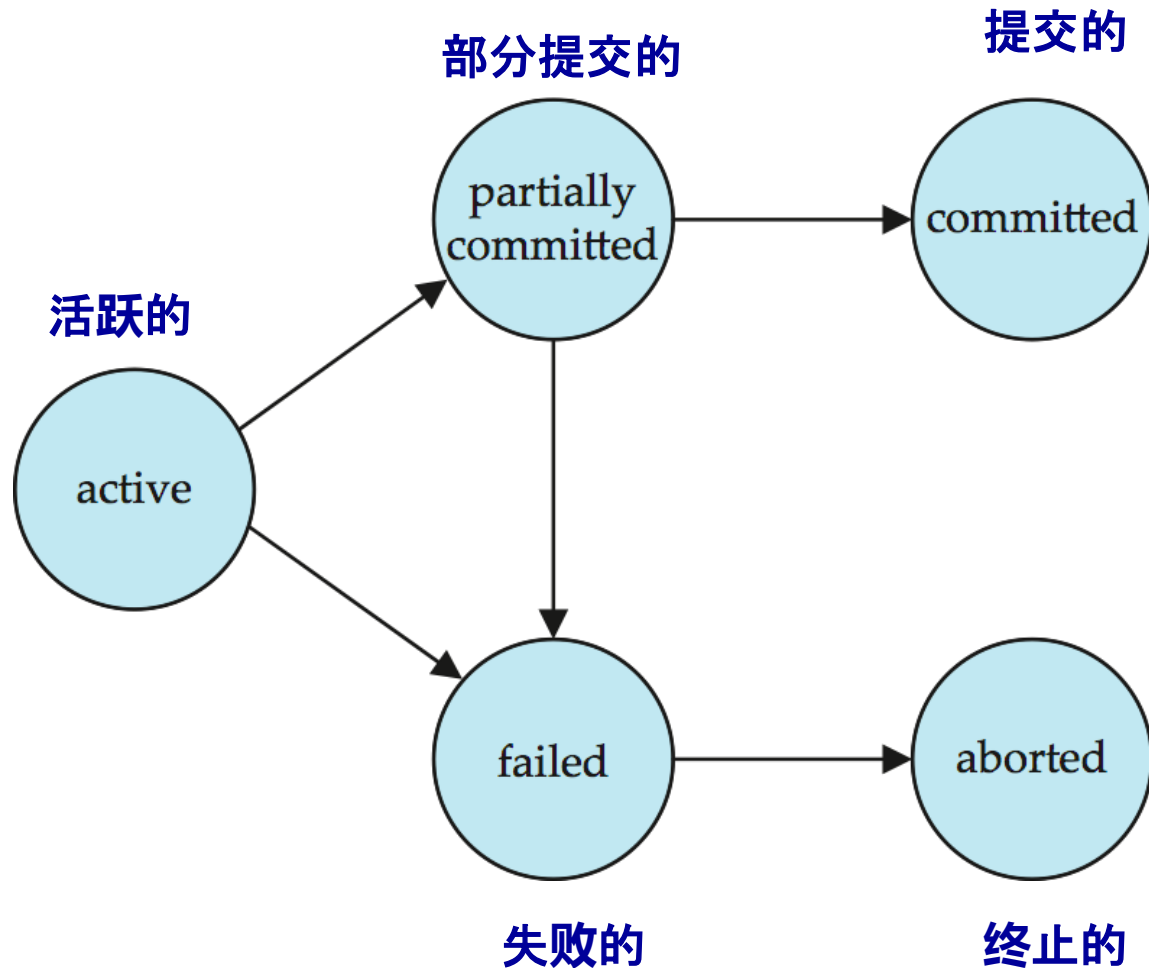 提交的
部分提交的
partially
committed
committed
活跃的
active
failed
aborted
失败的
终止的